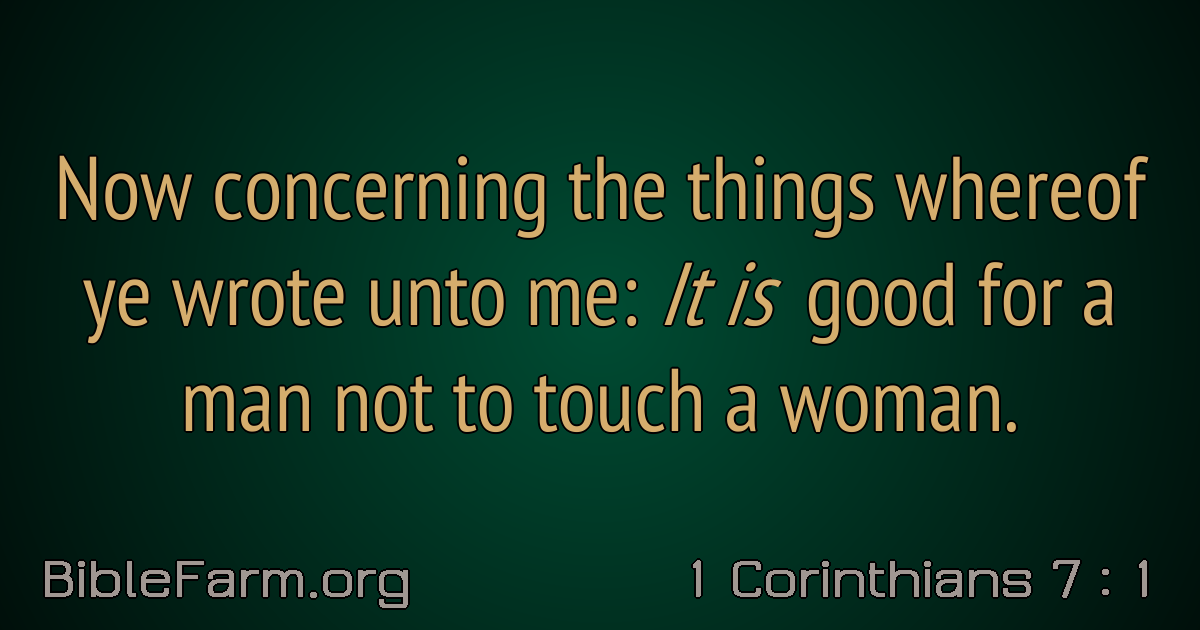 Now concerning the things whereof
ye wrote unto me: It is good for a
man not to touch a woman.
BibleFarm.org
1 Corinthians 7 : 1